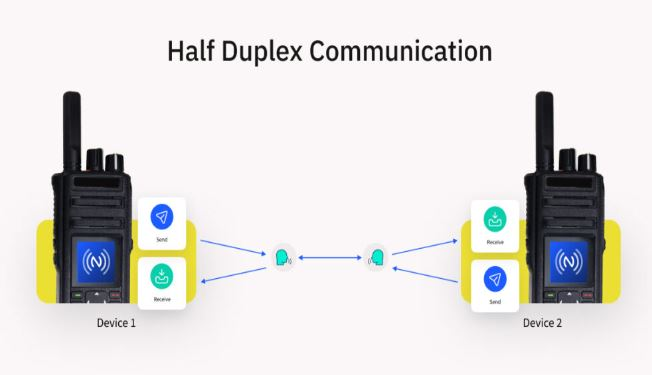 Half Duplex Communication
Send
Receive
Device 1
Receive
Send
Device 2